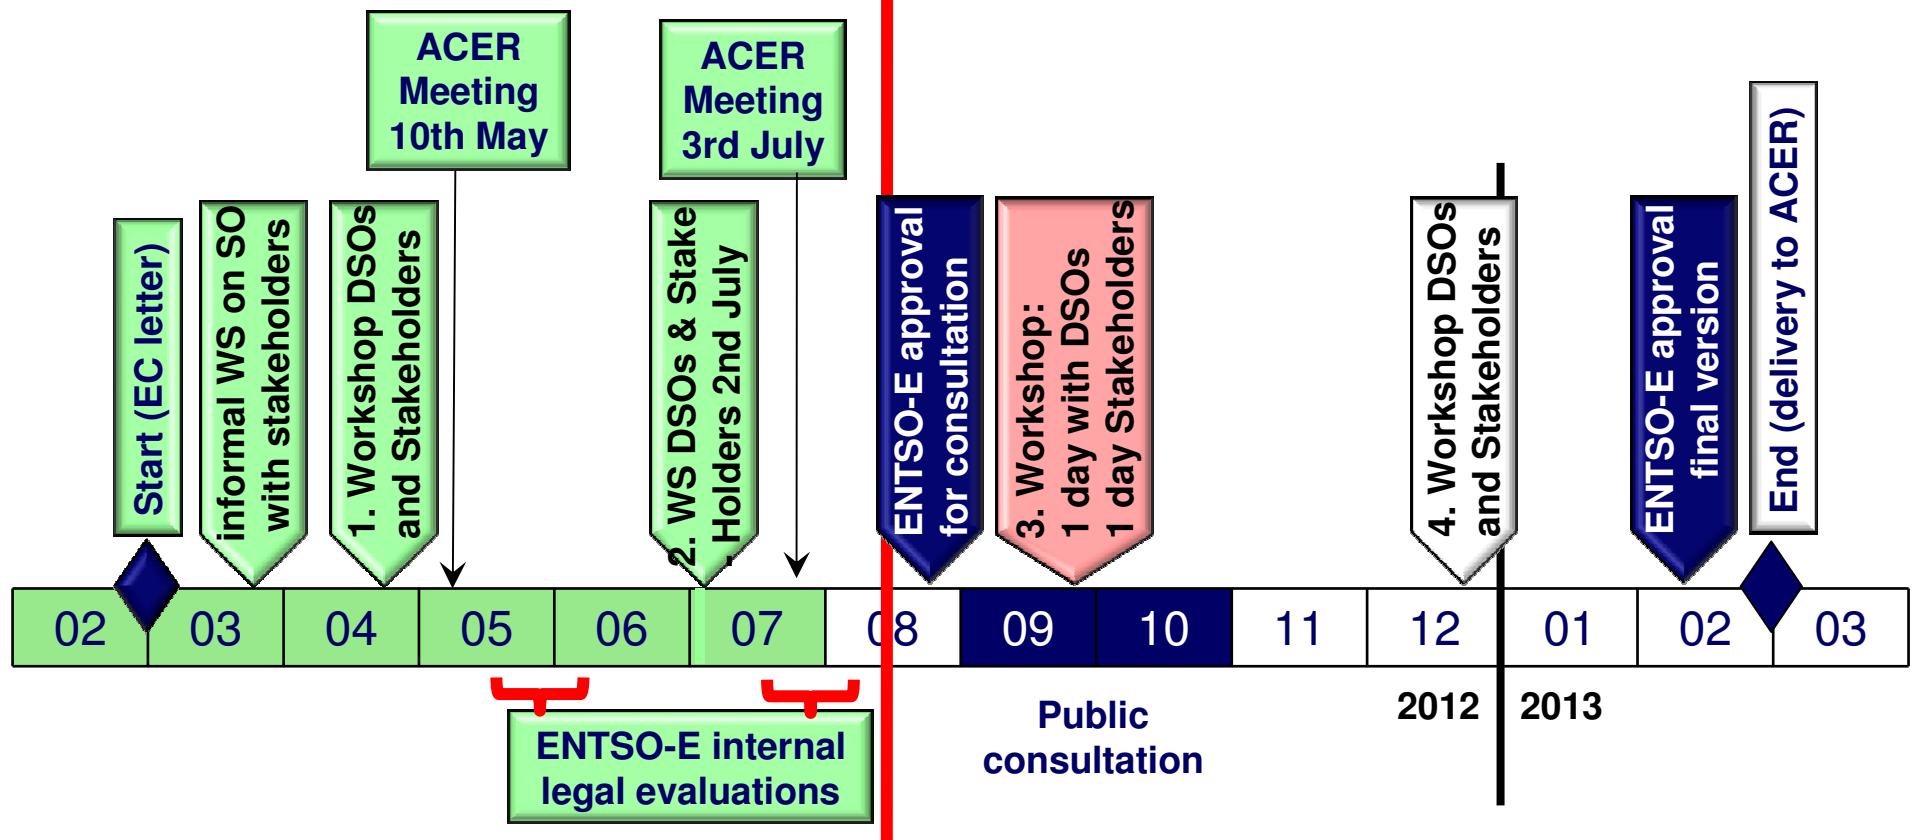 ACER
Meeting
10th May
ACER
Meeting
3rd July
Start (EC letter)
informal WS on SO
with stakeholders
1. Workshop DSOs
and Stakeholders
2. WS DSOs & Stake
- Holders 2nd July
ENTSO-E approval
for consultation
3. Workshop:
1 day with DSOs
1 day Stakeholders
4. Workshop DSOs
and Stakeholders
ENTSO-E approval
final version
End (delivery to ACER)
02 03 04 05 06 07 08 09 10 11 12 01 02 03
ENTSO-E internal
legal evaluations
Public
consultation
2012 2013